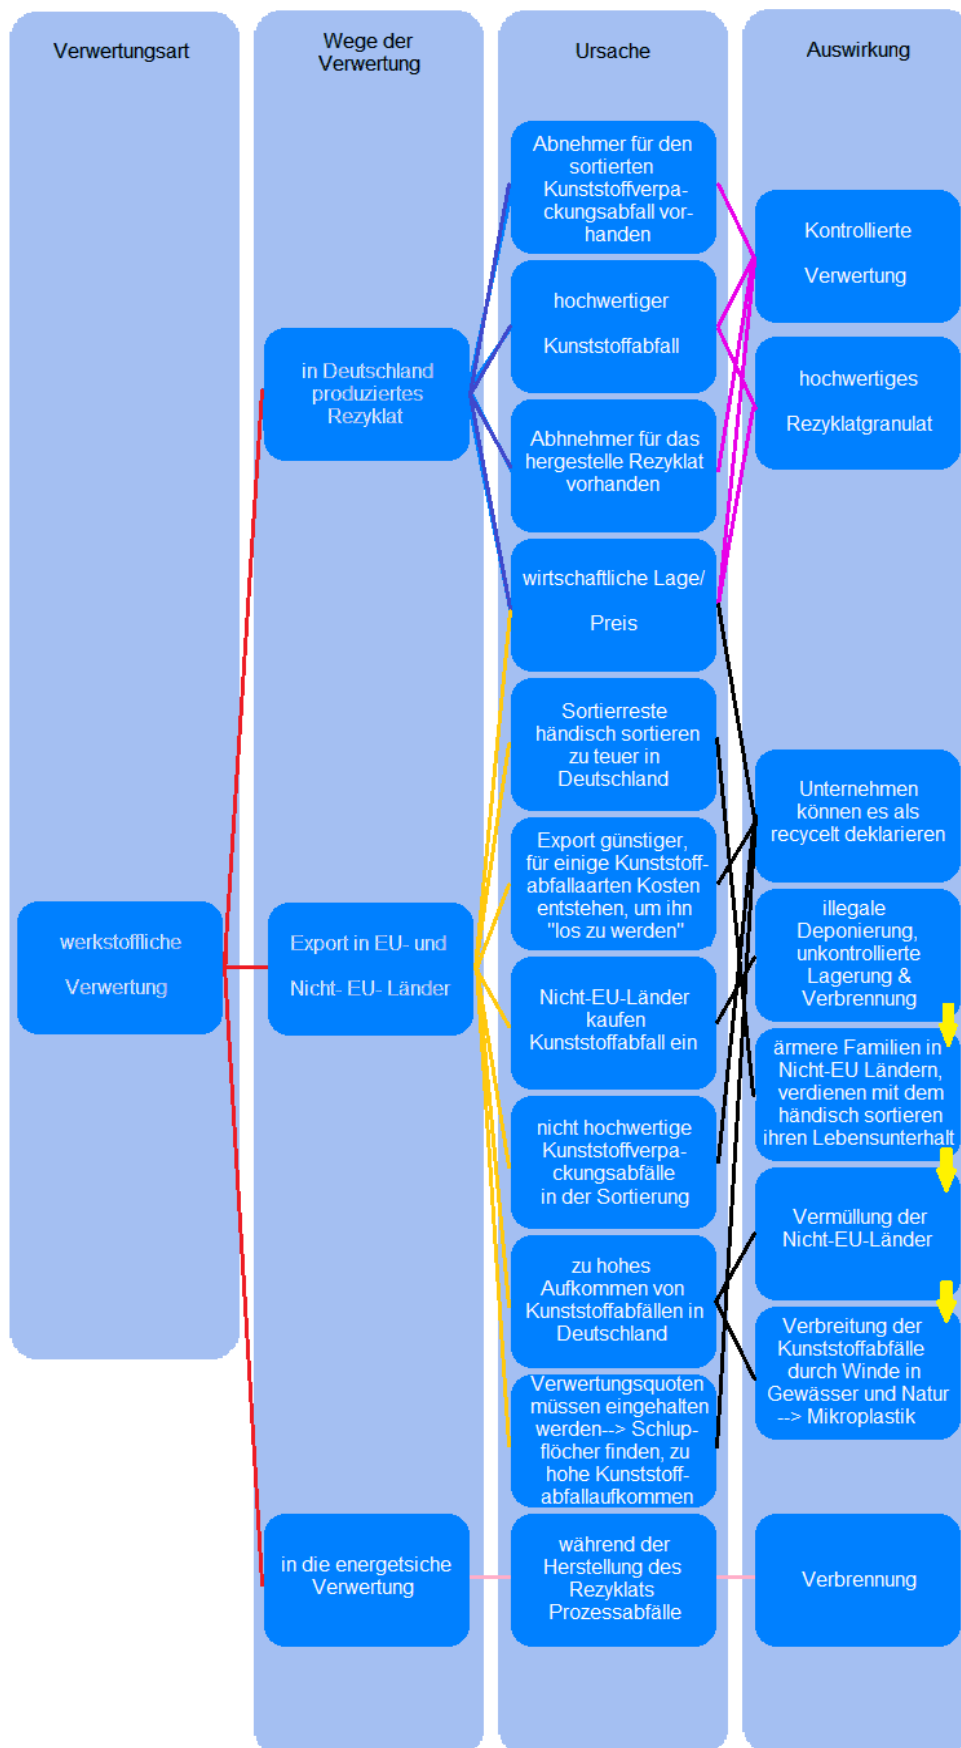 Verwertungsart
Wege der
Verwertung
Ursache
Auswirkung
werkstoffliche
Verwertung
in Deutschland
produziertes
Rezyklat
Export in EU- und
Nicht- EU- Länder
in die energetsiche
Verwertung
Abnehmer für den
sortierten
Kunststoffverpa-
ckungsabfall vor-
handen
hochwertiger
Kunststoffabfall
Abhnehmer für das
hergestelle Rezyklat
vorhanden
wirtschaftliche Lage/
Preis
Sortierreste
händisch sortieren
zu teuer in
Deutschland
Export günstiger,
für einige Kunststoff-
abfallaarten Kosten
entstehen, um ihn
"los zu werden"
Nicht-EU-Länder
kaufen
Kunststoffabfall ein
nicht hochwertige
Kunststoffverpa-
ckungsabfälle
in der Sortierung
zu hohes
Aufkommen von
Kunststoffabfällen in
Deutschland
Verwertungsquoten
müssen eingehalten
werden--> Schlup-
flöcher finden, zu
hohe Kunststoff-
abfallaufkommen
während der
Herstellung des
Rezyklats
Prozessabfälle
Kontrollierte
Verwertung
hochwertiges
Rezyklatgranulat
Unternehmen
können es als
recycelt deklarieren
illegale
Deponierung,
unkontrollierte
Lagerung &
Verbrennung
ärmere Familien in
Nicht-EU Ländern,
verdienen mit dem
händisch sortieren
ihren Lebensunterhalt
Vermüllung der
Nicht-EU-Länder
Verbreitung der
Kunststoffabfälle
durch Winde in
Gewässer und Natur
--> Mikroplastik
Verbrennung